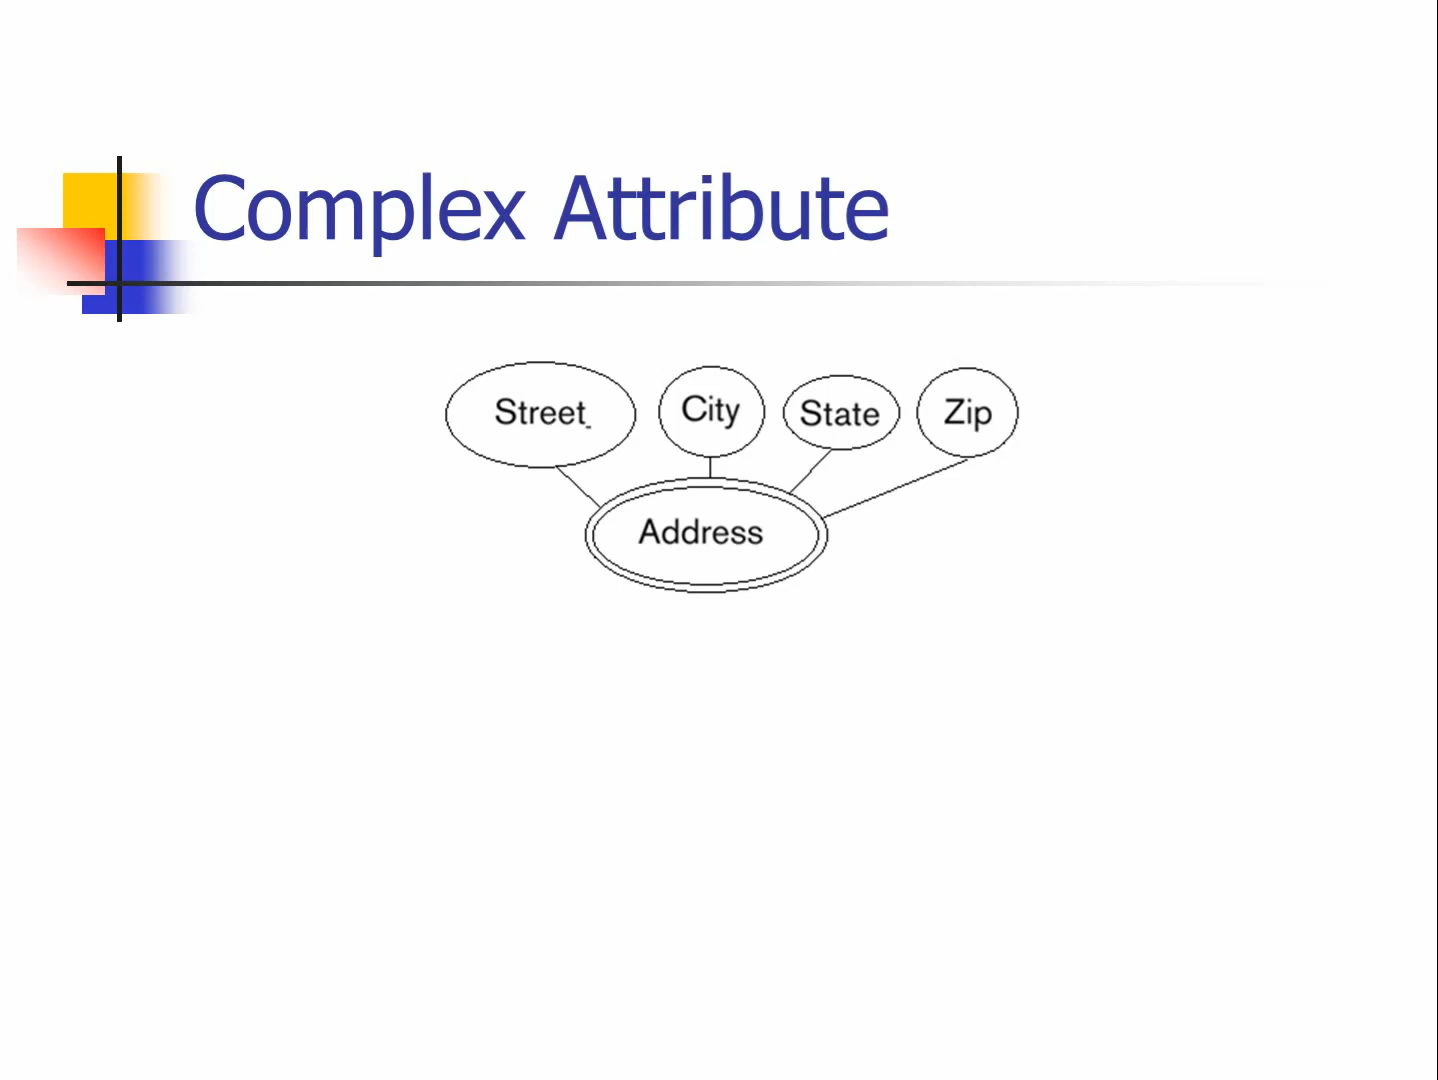 Complex Attribute
Street
City
State
Zip
Address